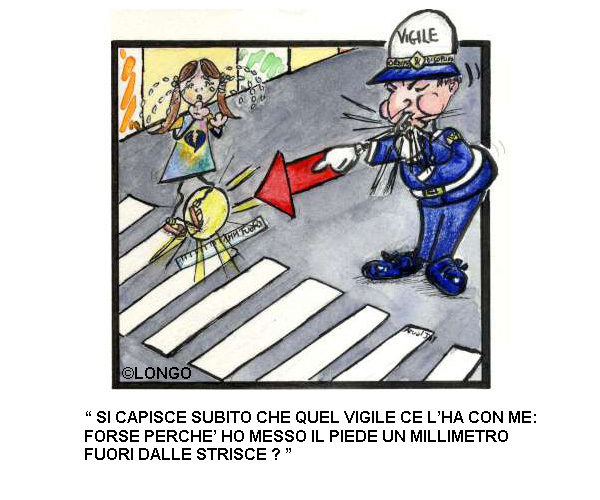 VIGILE
©LONGO
“ SI CAPISCE SUBITO CHE QUEL VIGILE CE L’HA CON ME:
FORSE PERCHE’ HO MESSO IL PIEDE UN MILLIMETRO
FUORI DALLE STRISCE ? ”